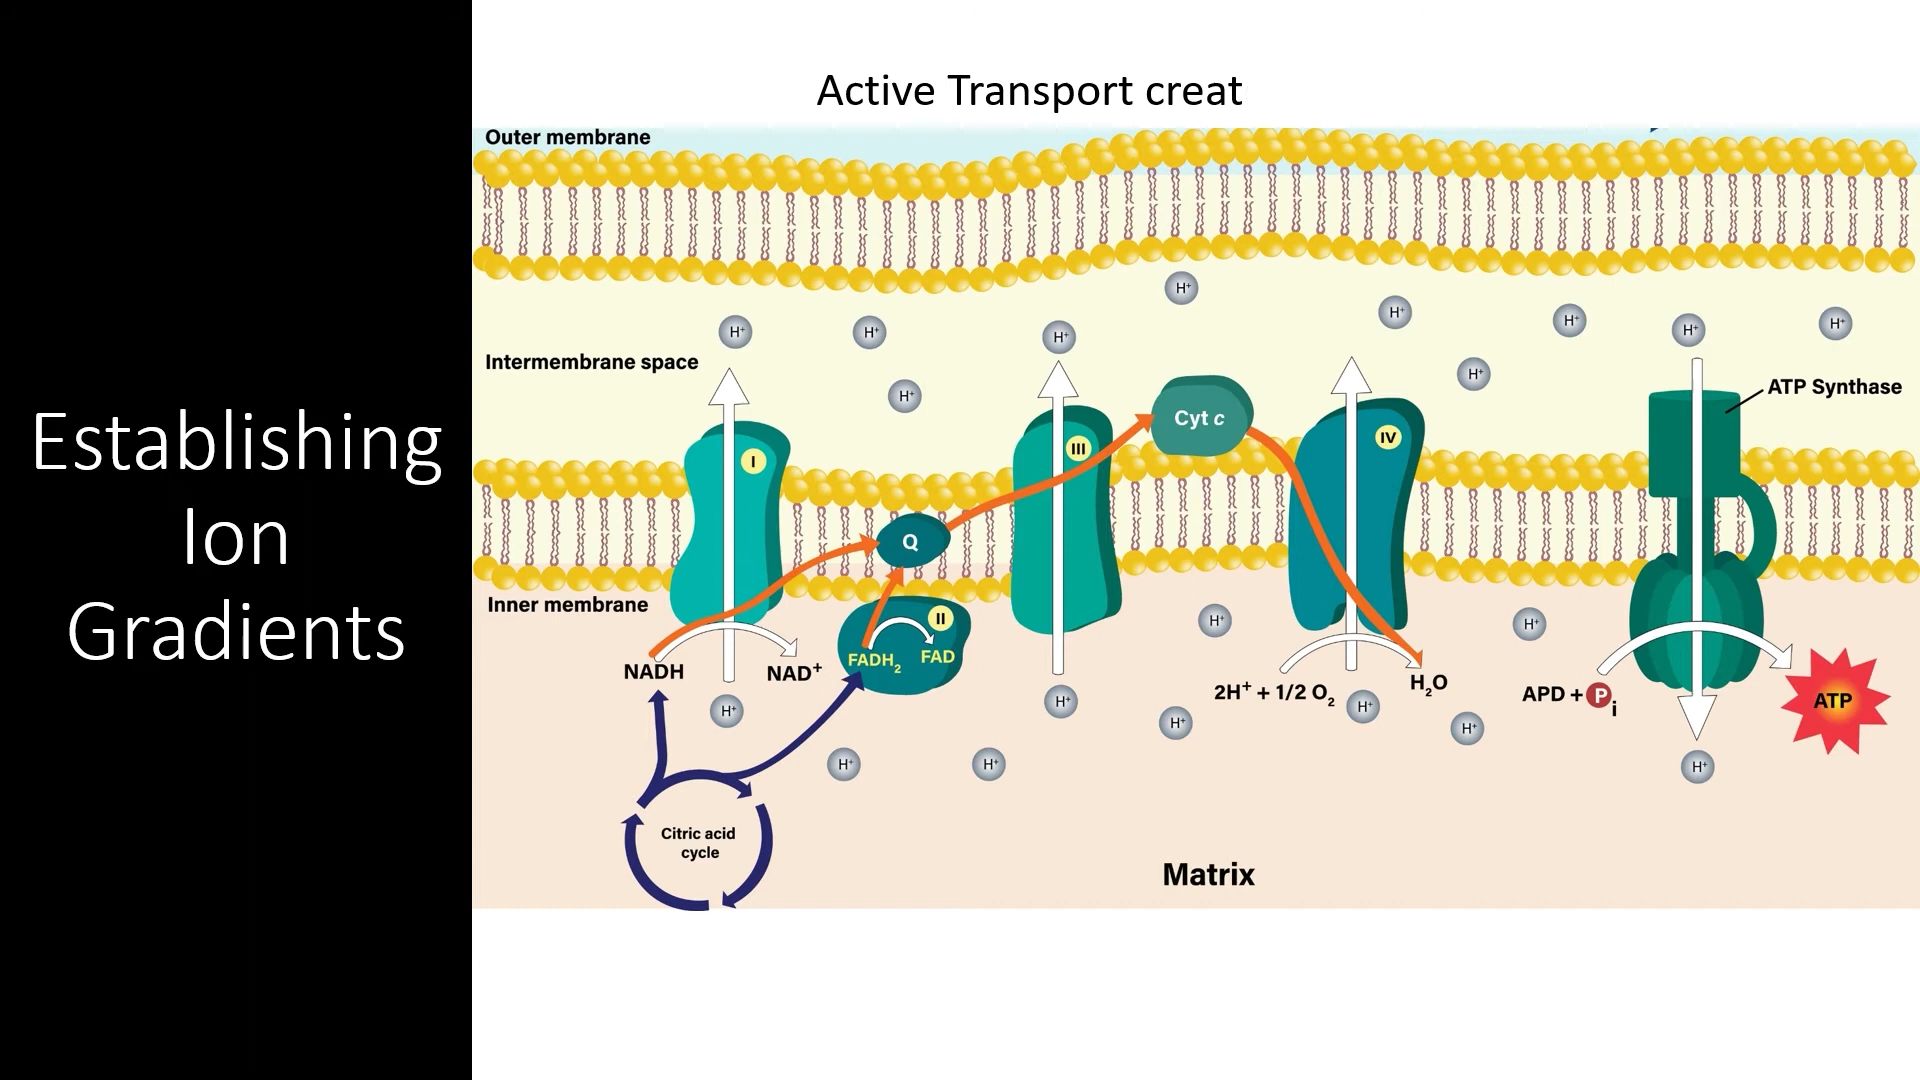 Establishing
Ion
Gradients
Active Transport creat
Outer membrane
H⁺
H⁺
H⁺
H⁺
H⁺
H⁺
H⁺
H⁺
Intermembrane space
H⁺
H⁺
ATP Synthase
Cyt c
I
III
IV
Q
Inner membrane
II
H⁺
H⁺
FADH₂
FAD
NADH
NAD⁺
2H⁺ + 1/2 O₂
H₂O
APD + P i
ATP
H⁺
H⁺
H⁺
H⁺
H⁺
H⁺
H⁺
H⁺
Citric acid
cycle
Matrix